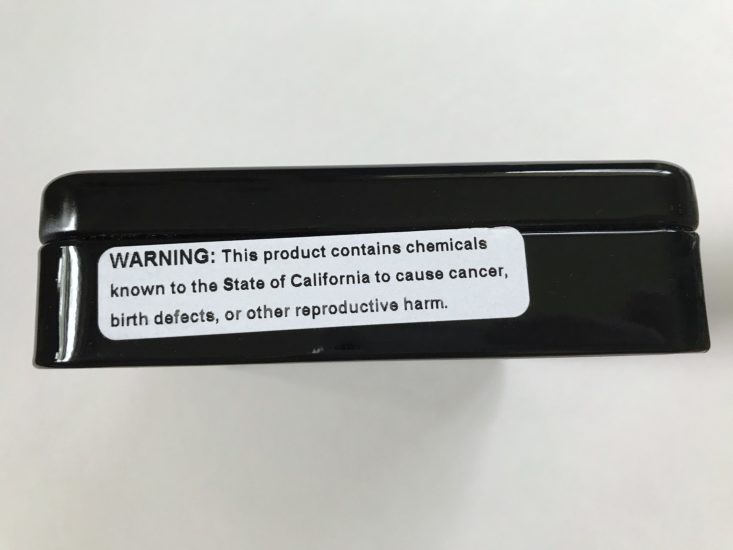 WARNING: This product contains chemicals
known to the State of California to cause cancer,
birth defects, or other reproductive harm.